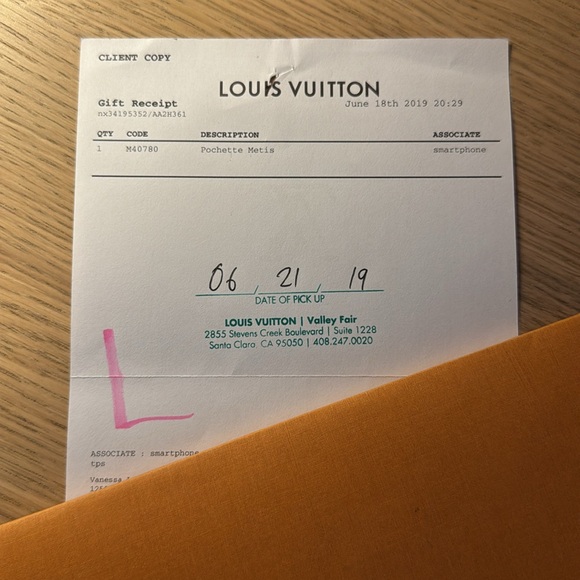 CLIENT COPY
LOUIS VUITTON
Gift Receipt June 18th 2019 20:29
nx34195352/AA2H361
QTY CODE DESCRIPTION ASSOCIATE
1 M40780 Pochette Metis smartphone
06 , 21 , 19
DATE OF PICK UP
LOUIS VUITTON | Valley Fair
2855 Stevens Creek Boulevard | Suite 1228
Santa Clara, CA 95050 | 408.247.0020
L
ASSOCIATE : smartphone
tps
Vanessa